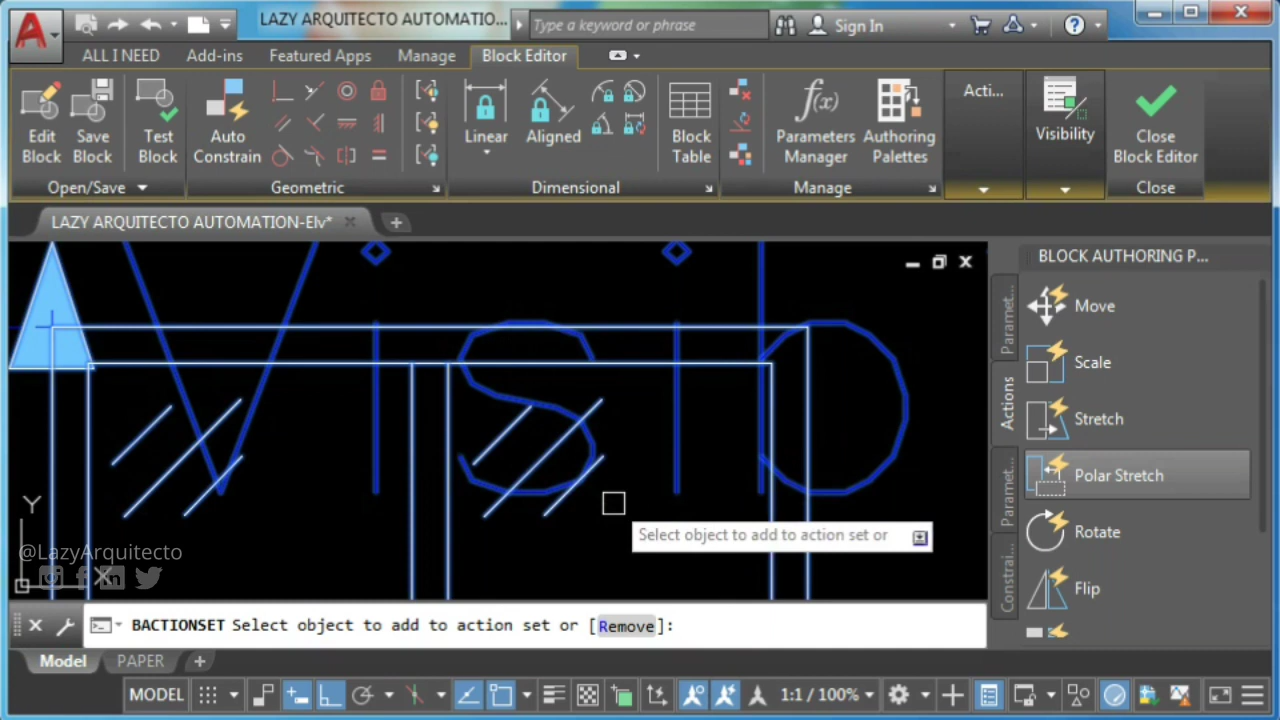 LAZY ARQUITECTO AUTOMATIO... Type a keyword or phrase Sign In
ALL I NEED Add-ins Featured Apps Manage Block Editor
Edit Block Save Block Test Block Auto Constrain Linear Aligned Block Table Parameters Manager Authoring Palettes Acti... Visibility Close Block Editor
Open/Save Geometric Dimensional Manage Close
LAZY ARQUITECTO AUTOMATION-Elv*
BLOCK AUTHORING P...
Paramet...
Actions
Paramet...
Constrai...
Move
Scale
Stretch
Polar Stretch
Rotate
Flip
VISIB
Y
X
@LazyArquitecto
Select object to add to action set or
BACTIONSET Select object to add to action set or [Remove]:
Model PAPER
MODEL 1:1 / 100%